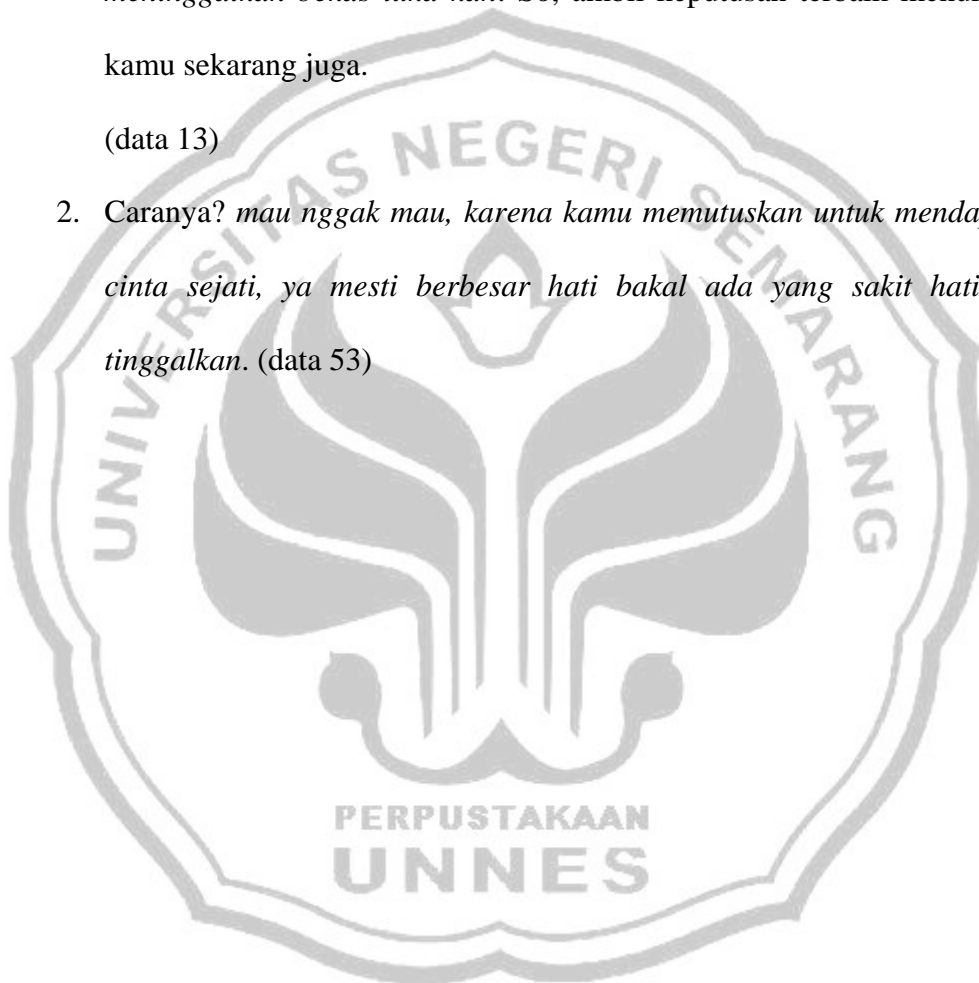 kamu sekarang juga.
(data 13)
2. Caranya? mau nggak mau, karena kamu memutuskan untuk
cinta sejati, ya mesti berbesar hati bakal ada yang sakit hati
tinggalkan. (data 53)
UNIVERSITAS NEGERI SEMARANG
PERPUSTAKAAN
UNNES